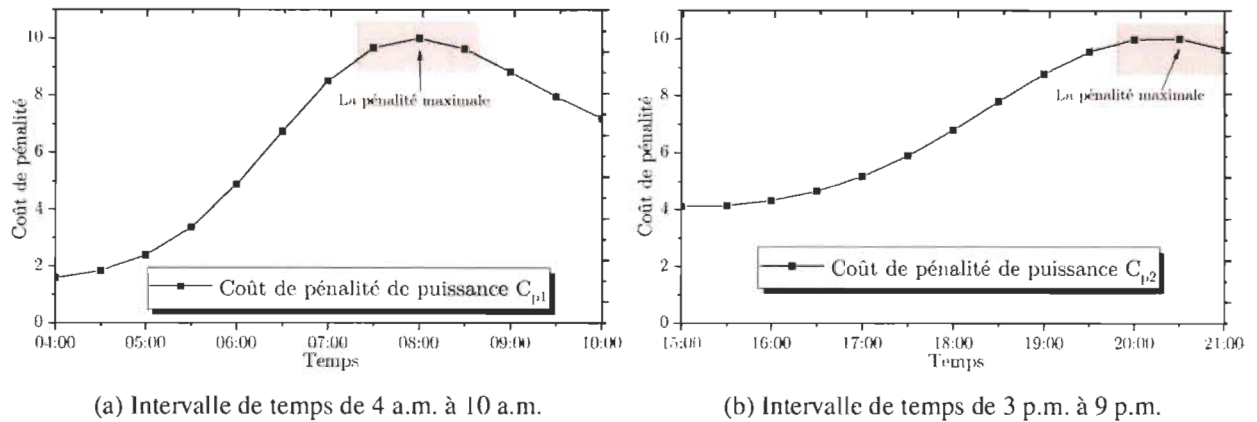 10
8
6
4
2
0
Coût de pénalité
La pénalité maximale
Coût de pénalité de puissance Cp1
04:00 05:00 06:00 07:00 08:00 09:00 10:00
Temps
(a) Intervalle de temps de 4 a.m. à 10 a.m.
10
8
6
4
2
0
Coût de pénalité
La pénalité maximale
Coût de pénalité de puissance Cp2
15:00 16:00 17:00 18:00 19:00 20:00 21:00
Temps
(b) Intervalle de temps de 3 p.m. à 9 p.m.